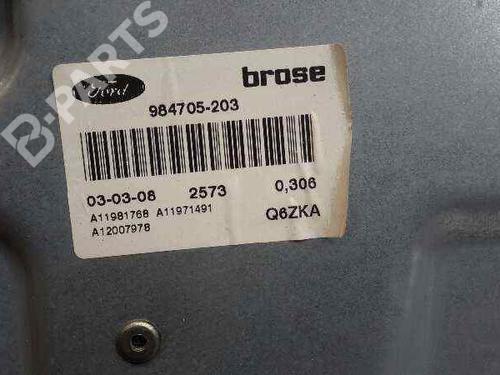 Ford
brose
984705-203
03-03-08 2573 0,306
A11981768 A11971491 Q6ZKA
A12007978
B-PARTS